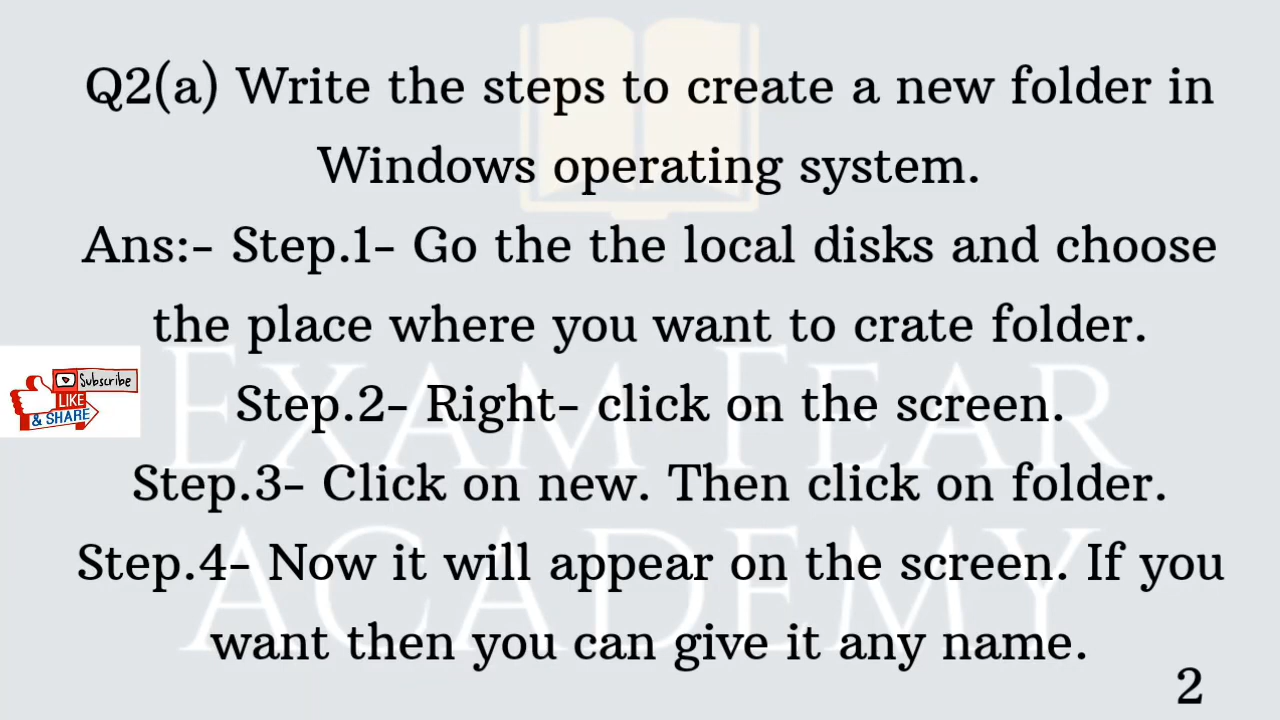 Q2(a) Write the steps to create a new folder in
Windows operating system.
Ans:- Step.1- Go the the local disks and choose
the place where you want to crate folder.
Step.2- Right- click on the screen.
Step.3- Click on new. Then click on folder.
Step.4- Now it will appear on the screen. If you
want then you can give it any name.
Subscribe
LIKE
& SHARE
EXAM FEAR
ACADEMY
2